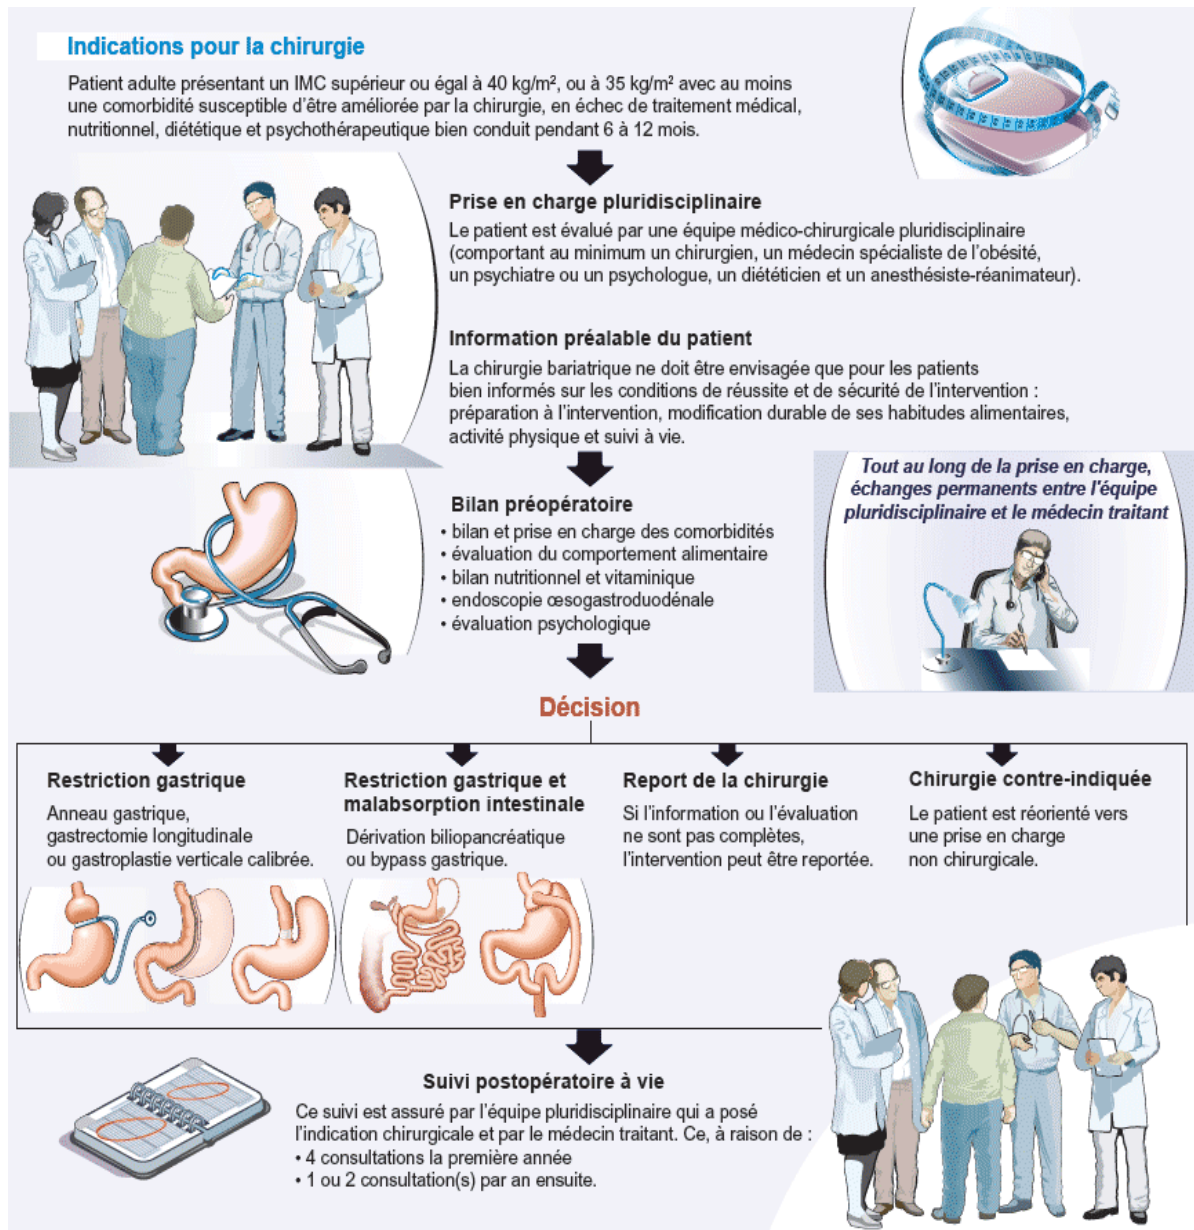 Indications pour la chirurgie
Patient adulte présentant un IMC supérieur ou égal à 40 kg/m², ou à 35 kg/m² avec au moins
une comorbidité susceptible d’être améliorée par la chirurgie, en échec de traitement médical,
nutritionnel, diététique et psychothérapeutique bien conduit pendant 6 à 12 mois.
Prise en charge pluridisciplinaire
Le patient est évalué par une équipe médico-chirurgicale pluridisciplinaire
(comportant au minimum un chirurgien, un médecin spécialiste de l’obésité,
un psychiatre ou un psychologue, un diététicien et un anesthésiste-réanimateur).
Information préalable du patient
La chirurgie bariatrique ne doit être envisagée que pour les patients
bien informés sur les conditions de réussite et de sécurité de l’intervention :
préparation à l’intervention, modification durable de ses habitudes alimentaires,
activité physique et suivi à vie.
Tout au long de la prise en charge,
échanges permanents entre l'équipe
pluridisciplinaire et le médecin traitant
Bilan préopératoire
• bilan et prise en charge des comorbidités
• évaluation du comportement alimentaire
• bilan nutritionnel et vitaminique
• endoscopie œsogastroduodénale
• évaluation psychologique
Décision
Restriction gastrique
Anneau gastrique,
gastrectomie longitudinale
ou gastroplastie verticale calibrée.
Restriction gastrique et
malabsorption intestinale
Dérivation biliopancréatique
ou bypass gastrique.
Report de la chirurgie
Si l’information ou l’évaluation
ne sont pas complètes,
l’intervention peut être reportée.
Chirurgie contre-indiquée
Le patient est réorienté vers
une prise en charge
non chirurgicale.
Suivi postopératoire à vie
Ce suivi est assuré par l’équipe pluridisciplinaire qui a posé
l’indication chirurgicale et par le médecin traitant. Ce, à raison de :
• 4 consultations la première année
• 1 ou 2 consultation(s) par an ensuite.